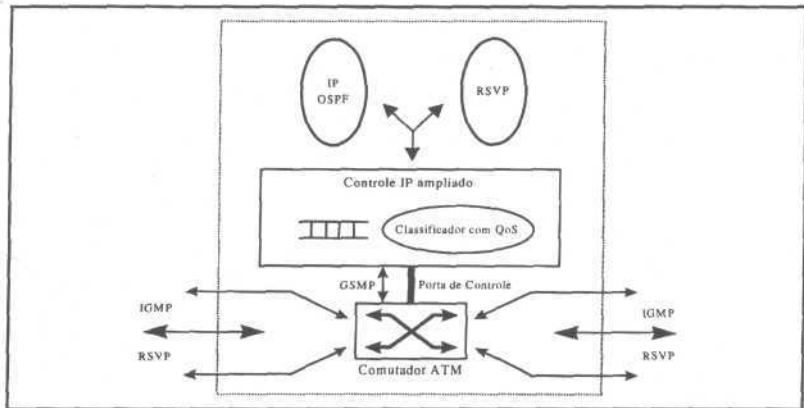 IP
OSPF
RSVP
Controle IP ampliado
Classificador com QoS
GSMP
Porta de Controle
IGMP
IGMP
RSVP
RSVP
Comutador ATM